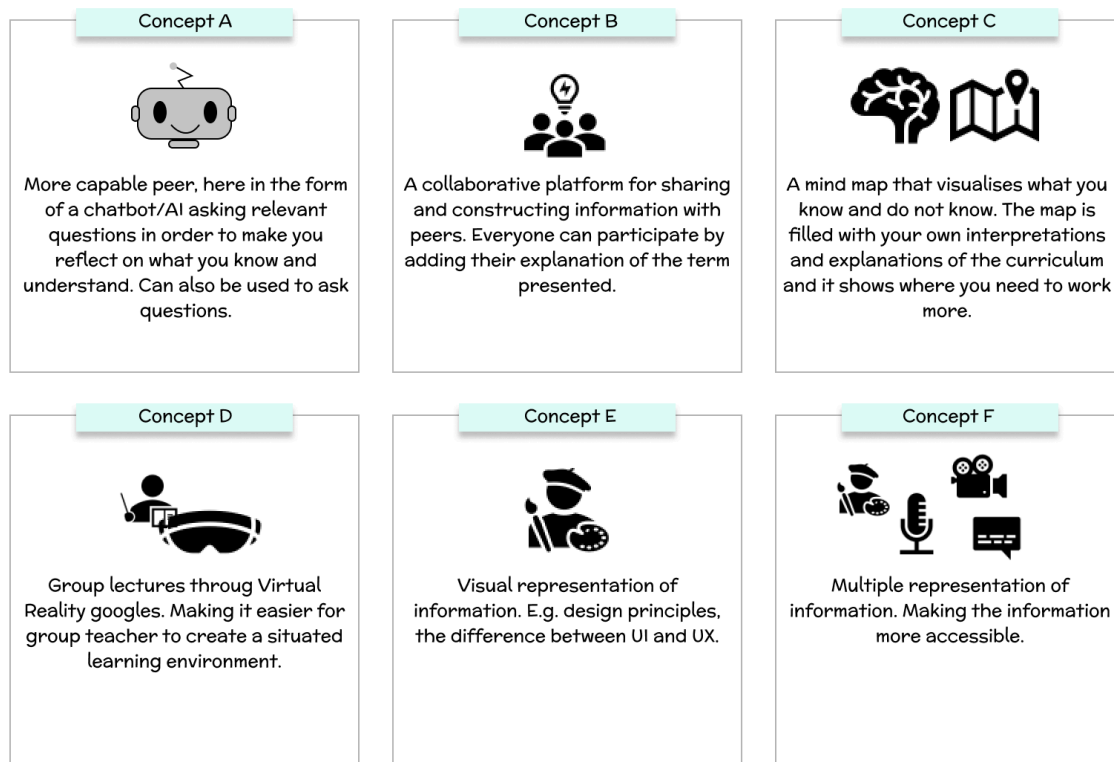 Concept A
More capable peer, here in the form
of a chatbot/AI asking relevant
questions in order to make you
reflect on what you know and
understand. Can also be used to ask
questions.
Concept B
A collaborative platform for sharing
and constructing information with
peers. Everyone can participate by
adding their explanation of the term
presented.
Concept C
A mind map that visualises what you
know and do not know. The map is
filled with your own interpretations
and explanations of the curriculum
and it shows where you need to work
more.
Concept D
Group lectures throug Virtual
Reality googles. Making it easier for
group teacher to create a situated
learning environment.
Concept E
Visual representation of
information. E.g. design principles,
the difference between UI and UX.
Concept F
Multiple representation of
information. Making the information
more accessible.